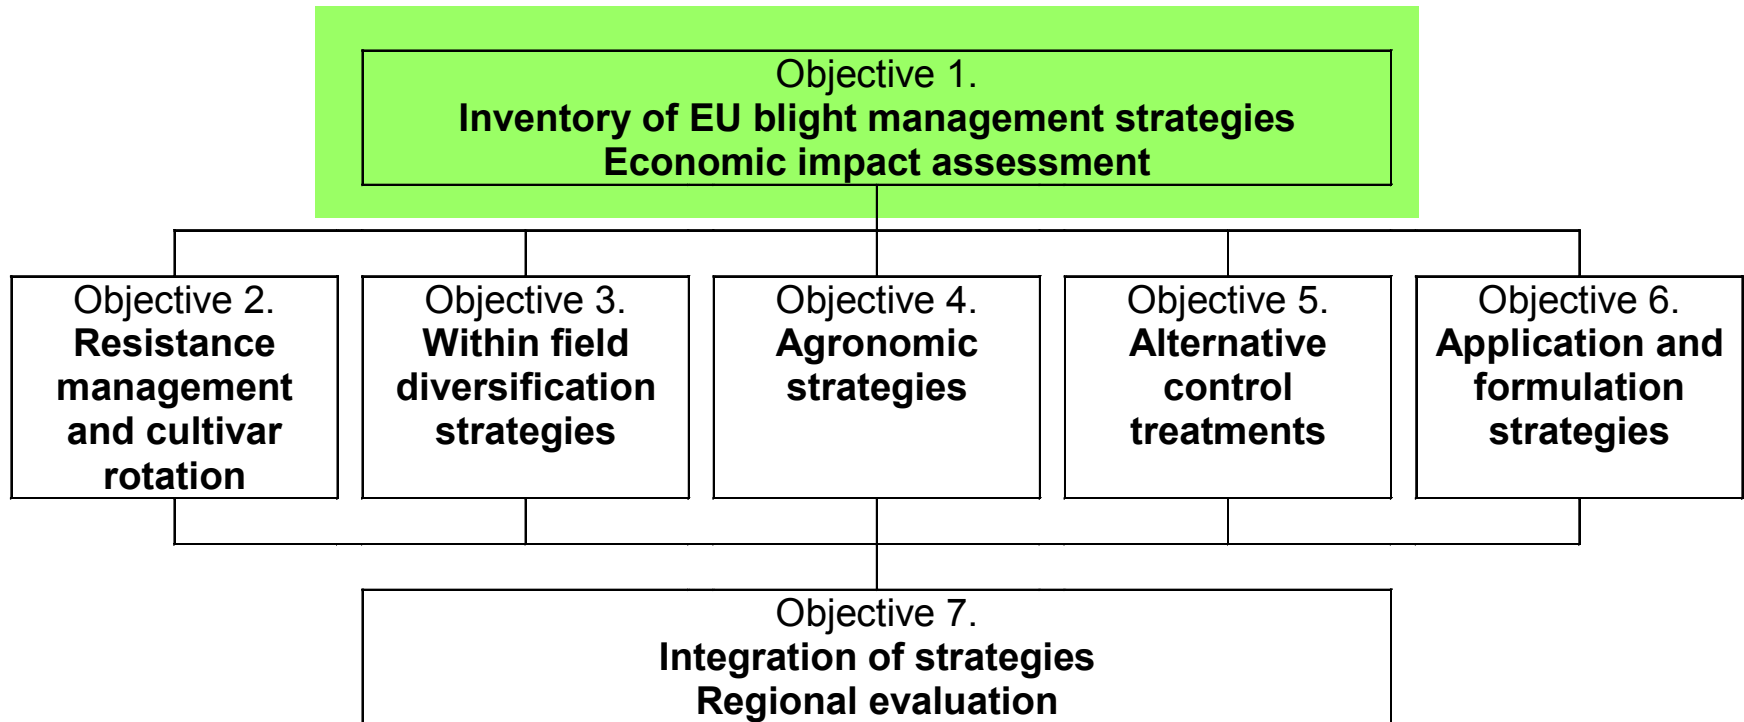 Objective 1.
Inventory of EU blight management strategies
Economic impact assessment
Objective 2.
Resistance
management
and cultivar
rotation
Objective 3.
Within field
diversification
strategies
Objective 4.
Agronomic
strategies
Objective 5.
Alternative
control
treatments
Objective 6.
Application and
formulation
strategies
Objective 7.
Integration of strategies
Regional evaluation